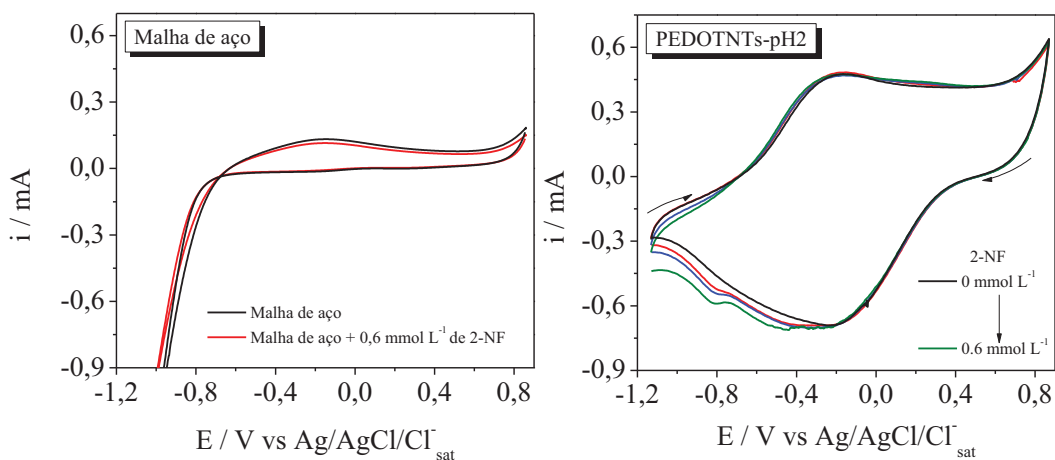 Malha de aço
0,6
0,3
0,0
-0,3
-0,6
-0,9
i / mA
Malha de aço
Malha de aço + 0,6 mmol L⁻¹ de 2-NF
-1,2 -0,8 -0,4 0,0 0,4 0,8
E / V vs Ag/AgCl/Cl⁻sat
PEDOTNTs-pH2
0,6
0,3
0,0
-0,3
-0,6
-0,9
i / mA
2-NF
0 mmol L⁻¹
0.6 mmol L⁻¹
-1,2 -0,8 -0,4 0,0 0,4 0,8
E / V vs Ag/AgCl/Cl⁻sat